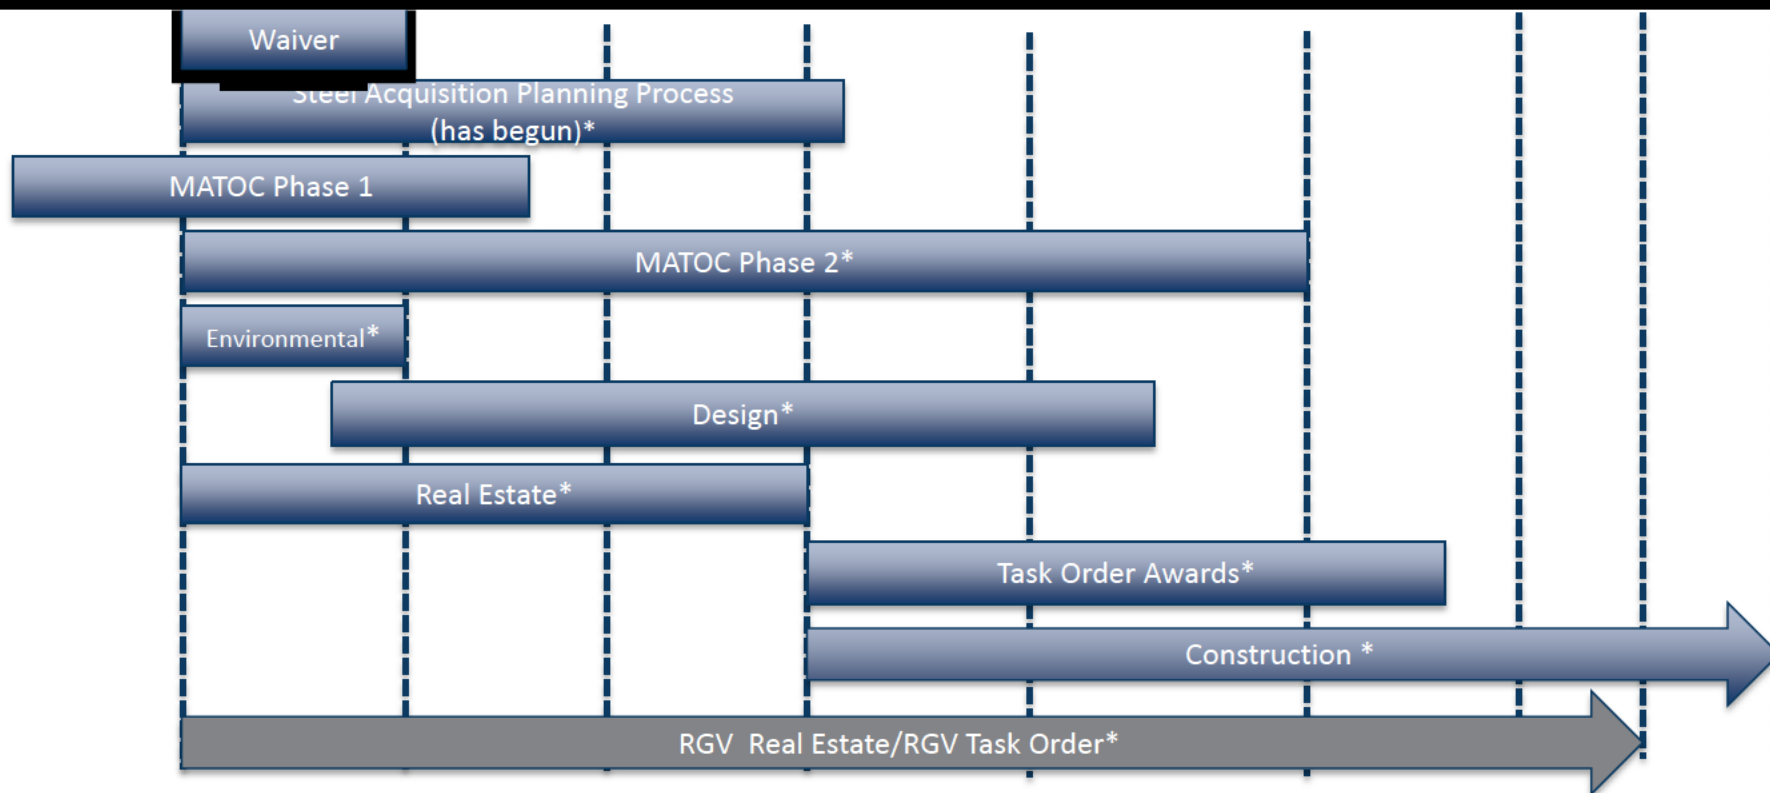 Waiver
Steel Acquisition Planning Process
(has begun)*
MATOC Phase 1
MATOC Phase 2*
Environmental*
Design*
Real Estate*
Task Order Awards*
Construction *
RGV Real Estate/RGV Task Order*